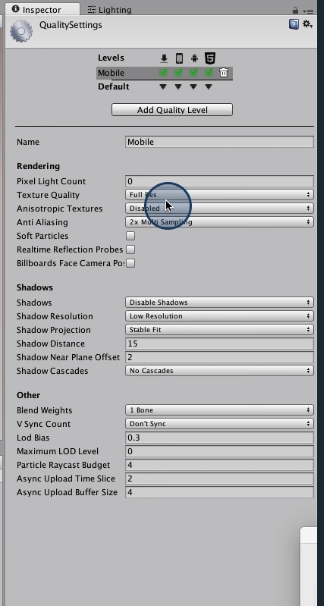 Inspector Lighting
QualitySettings
Levels
Mobile
Default
Add Quality Level
Name Mobile
Rendering
Pixel Light Count 0
Texture Quality Full Res
Anisotropic Textures Disabled
Anti Aliasing 2x Multi Sampling
Soft Particles
Realtime Reflection Probes
Billboards Face Camera Pos
Shadows
Shadows Disable Shadows
Shadow Resolution Low Resolution
Shadow Projection Stable Fit
Shadow Distance 15
Shadow Near Plane Offset 2
Shadow Cascades No Cascades
Other
Blend Weights 1 Bone
V Sync Count Don't Sync
Lod Bias 0.3
Maximum LOD Level 0
Particle Raycast Budget 4
Async Upload Time Slice 2
Async Upload Buffer Size 4